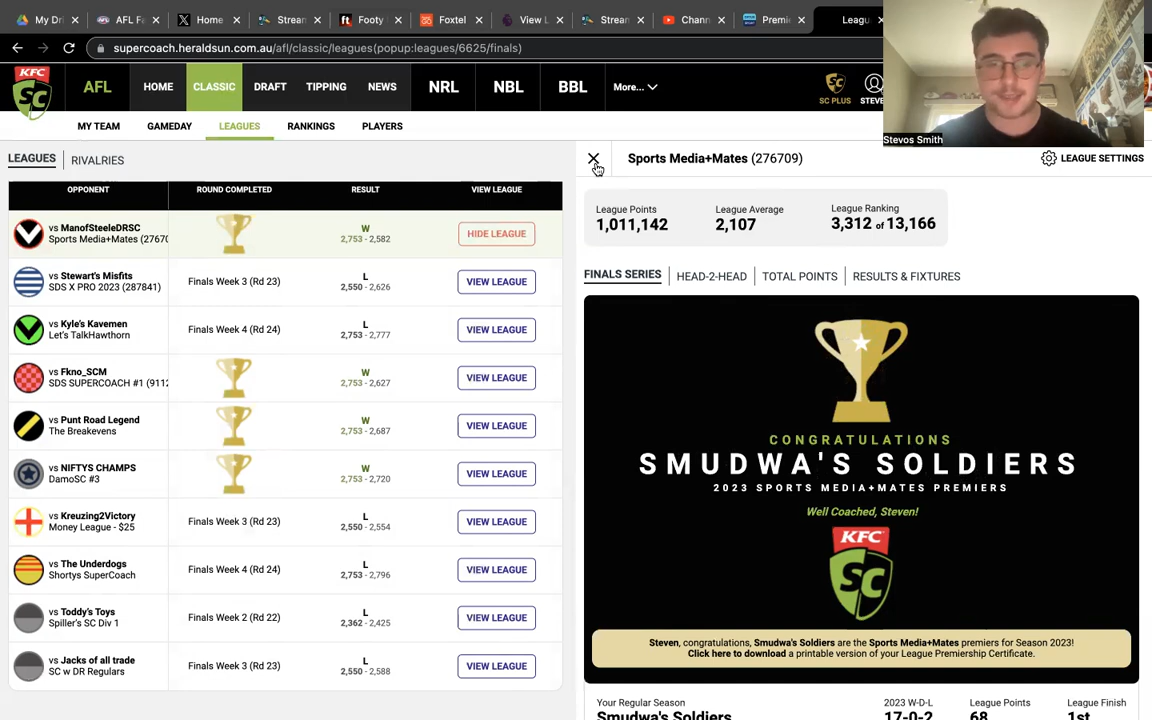 My Dri
AFL Fa
Home
Stream
Footy
Foxtel
View L
Stream
Chann
Premie
Leagu
supercoach.heraldsun.com.au/afl/classic/leagues(popup:leagues/6625/finals)
KFC
SC
AFL
HOME
CLASSIC
DRAFT
TIPPING
NEWS
NRL
NBL
BBL
More...
SC PLUS
STEVE
MY TEAM
GAMEDAY
LEAGUES
RANKINGS
PLAYERS
Stevos Smith
LEAGUES
RIVALRIES
OPPONENT
ROUND COMPLETED
RESULT
VIEW LEAGUE
vs ManofSteeleDRSC
Sports Media+Mates (27670
W
2,753 - 2,582
HIDE LEAGUE
vs Stewart's Misfits
SDS X PRO 2023 (287841)
Finals Week 3 (Rd 23)
L
2,550 - 2,626
VIEW LEAGUE
vs Kyle's Kavemen
Let's TalkHawthorn
Finals Week 4 (Rd 24)
L
2,753 - 2,777
VIEW LEAGUE
vs Fkno_SCM
SDS SUPERCOACH #1 (9112
W
2,753 - 2,627
VIEW LEAGUE
vs Punt Road Legend
The Breakevens
W
2,753 - 2,687
VIEW LEAGUE
vs NIFTYS CHAMPS
DamoSC #3
W
2,753 - 2,720
VIEW LEAGUE
vs Kreuzing2Victory
Money League - $25
Finals Week 3 (Rd 23)
L
2,550 - 2,554
VIEW LEAGUE
vs The Underdogs
Shortys SuperCoach
Finals Week 4 (Rd 24)
L
2,753 - 2,796
VIEW LEAGUE
vs Toddy's Toys
Spiller's SC Div 1
Finals Week 2 (Rd 22)
L
2,362 - 2,425
VIEW LEAGUE
vs Jacks of all trade
SC w DR Regulars
Finals Week 3 (Rd 23)
L
2,550 - 2,588
VIEW LEAGUE
Sports Media+Mates (276709)
LEAGUE SETTINGS
League Points
1,011,142
League Average
2,107
League Ranking
3,312 of 13,166
FINALS SERIES
HEAD-2-HEAD
TOTAL POINTS
RESULTS & FIXTURES
CONGRATULATIONS
SMUDWA'S SOLDIERS
2023 SPORTS MEDIA+MATES PREMIERS
Well Coached, Steven!
KFC
SC
Steven, congratulations, Smudwa's Soldiers are the Sports Media+Mates premiers for Season 2023!
Click here to download a printable version of your League Premiership Certificate.
Your Regular Season
Smudwa's Soldiers
2023 W-D-L
17-0-2
League Points
68
League Finish
1st